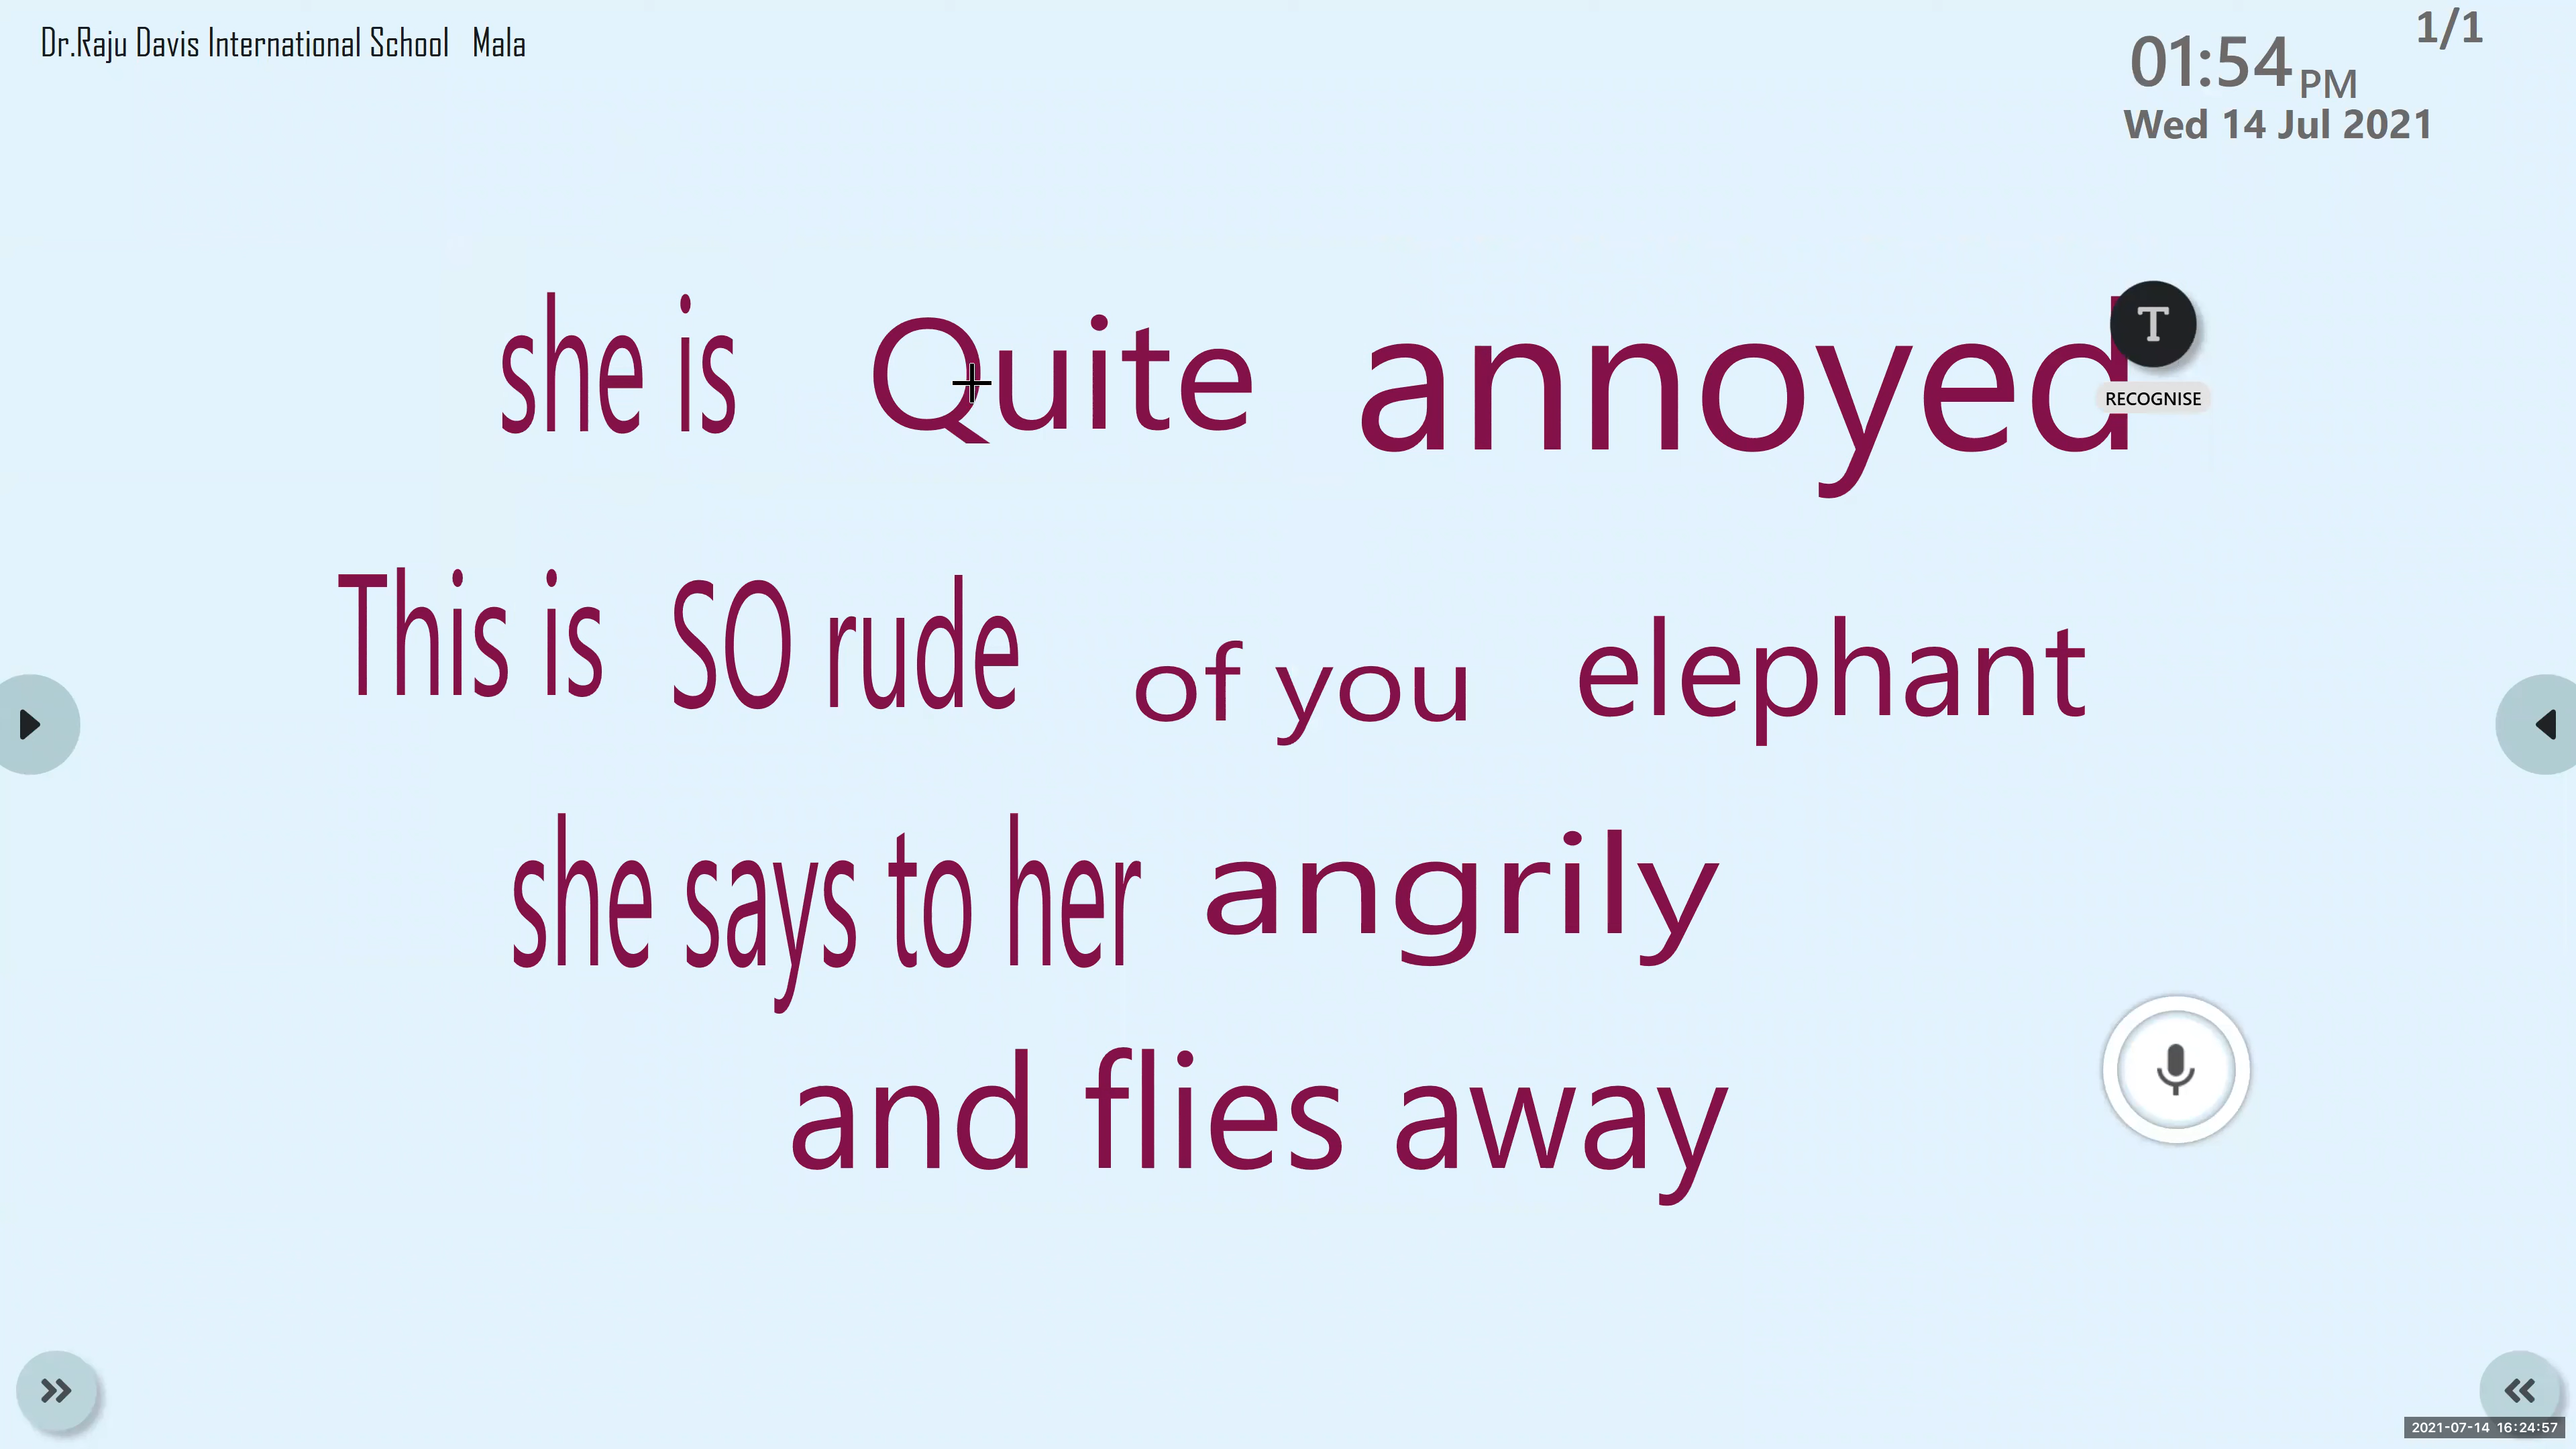 Dr.Raju Davis International School Mala
1/1
01:54 PM
Wed 14 Jul 2021
she is Quite annoyed
T
RECOGNISE
This is SO rude of you elephant
she says to her angrily
and flies away
2021-07-14 16:24:57